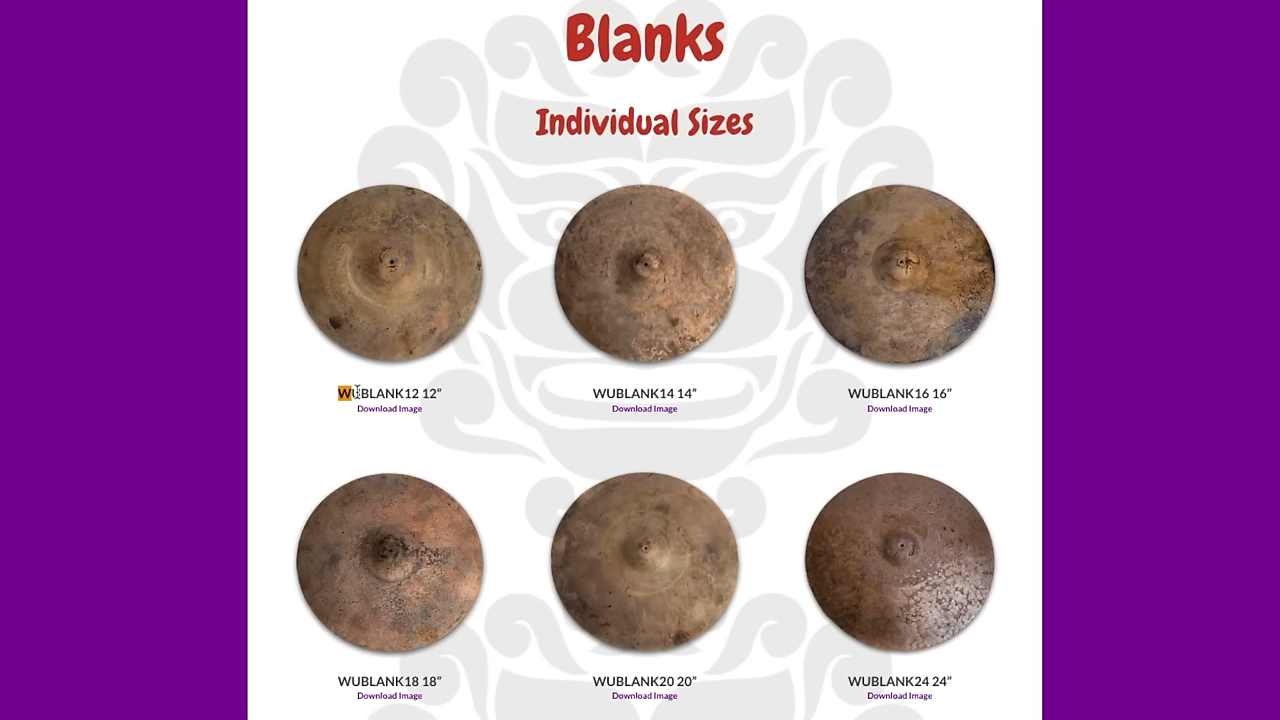 Blanks
Individual Sizes
WUBLANK12 12”
Download Image
WUBLANK14 14”
Download Image
WUBLANK16 16”
Download Image
WUBLANK18 18”
Download Image
WUBLANK20 20”
Download Image
WUBLANK24 24”
Download Image